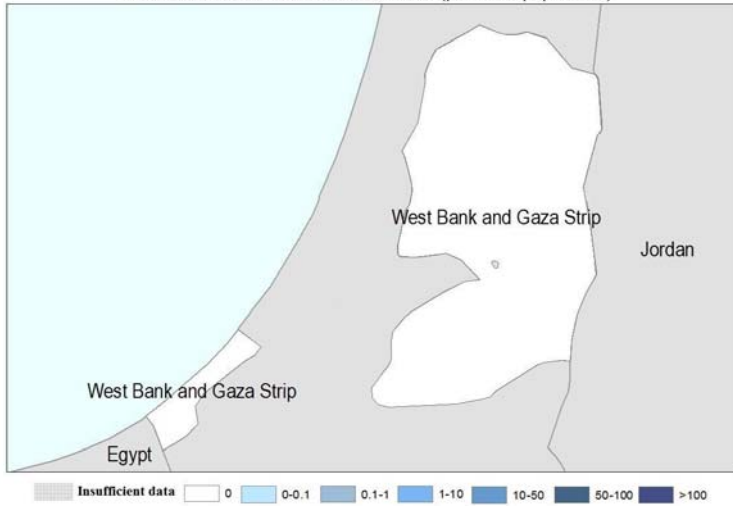 West Bank and Gaza Strip
Jordan
West Bank and Gaza Strip
Egypt
Insufficient data 0 0-0.1 0.1-1 1-10 10-50 50-100 >100